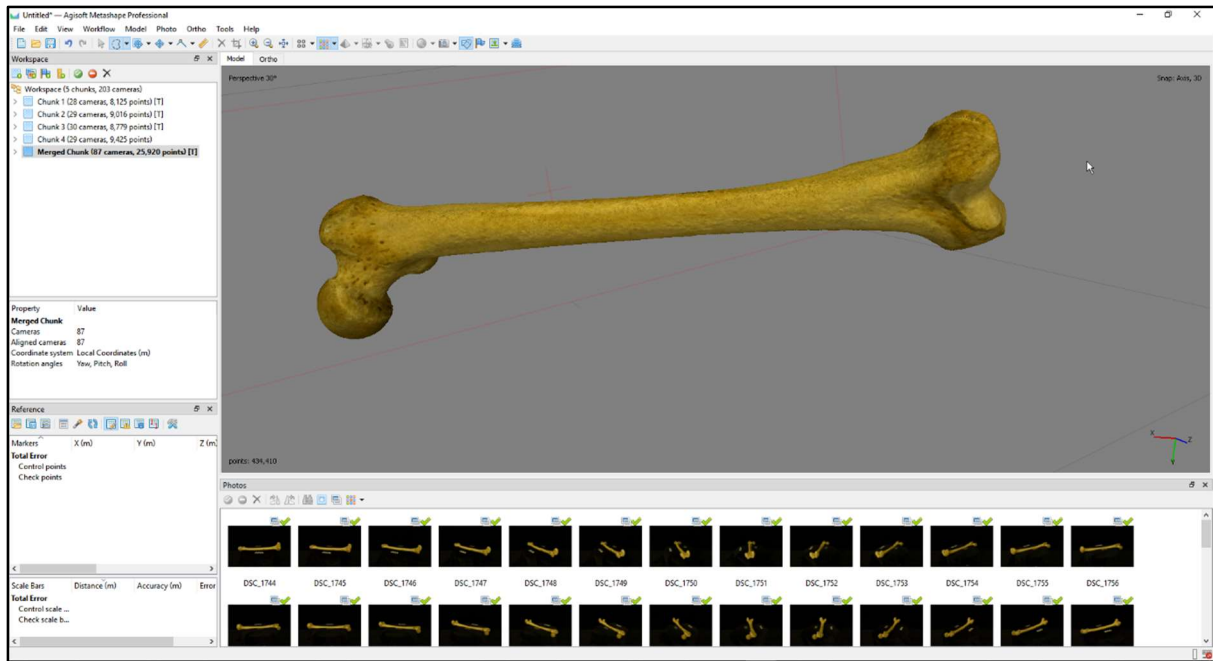 Untitled* — Agisoft Metashape Professional
File Edit View Workflow Model Photo Ortho Tools Help
Workspace
Workspace (5 chunks, 203 cameras)
Chunk 1 (28 cameras, 8,125 points) [T]
Chunk 2 (29 cameras, 9,016 points) [T]
Chunk 3 (30 cameras, 8,779 points) [T]
Chunk 4 (29 cameras, 9,425 points)
Merged Chunk (87 cameras, 25,920 points) [T]
Property Value
Merged Chunk
Cameras 87
Aligned cameras 87
Coordinate system Local Coordinates (m)
Rotation angles Yaw, Pitch, Roll
Reference
Markers X (m) Y (m) Z (m)
Total Error
Control points
Check points
Scale Bars Distance (m) Accuracy (m) Error
Total Error
Control scale ...
Check scale b...
Model Ortho
Perspective 30°
Snap: Axis, 3D
X
Z
Y
points: 434,410
Photos
DSC_1744 DSC_1745 DSC_1746 DSC_1747 DSC_1748 DSC_1749 DSC_1750 DSC_1751 DSC_1752 DSC_1753 DSC_1754 DSC_1755 DSC_1756